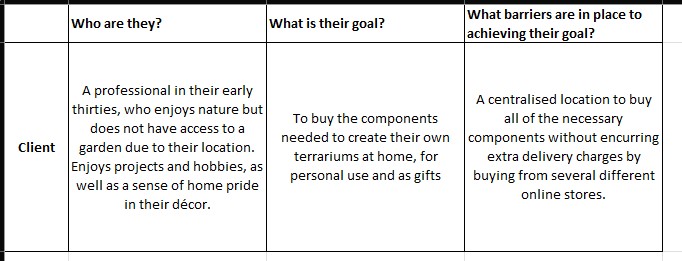 Who are they?
What is their goal?
What barriers are in place to
achieving their goal?
Client
A professional in their early
thirties, who enjoys nature but
does not have access to a
garden due to their location.
Enjoys projects and hobbies, as
well as a sense of home pride
in their décor.
To buy the components
needed to create their own
terrariums at home, for
personal use and as gifts
A centralised location to buy
all of the necessary
components without encurring
extra delivery charges by
buying from several different
online stores.